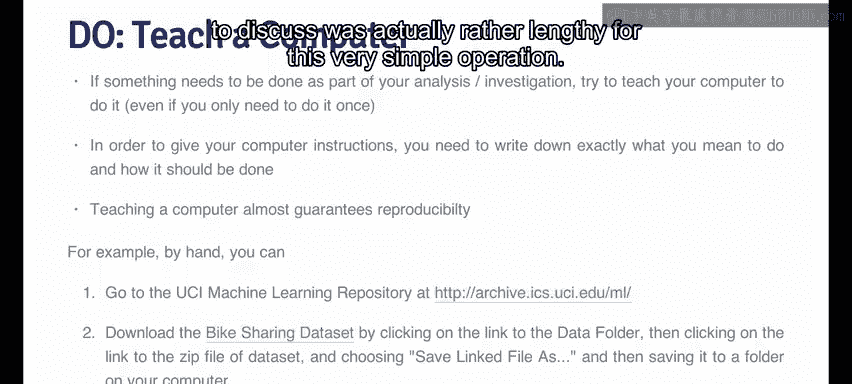 to discuss was actually rather lengthy for
this very simple operation.
DO: Teach a Computer
· If something needs to be done as part of your analysis / investigation, try to teach your computer to
do it (even if you only need to do it once)
· In order to give your computer instructions, you need to write down exactly what you mean to do
and how it should be done
· Teaching a computer almost guarantees reproducibilty
For example, by hand, you can
1. Go to the UCI Machine Learning Repository at http://archive.ics.uci.edu/ml/
2. Download the Bike Sharing Dataset by clicking on the link to the Data Folder, then clicking on the
link to the zip file of dataset, and choosing "Save Linked File As..." and then saving it to a folder
on your computer